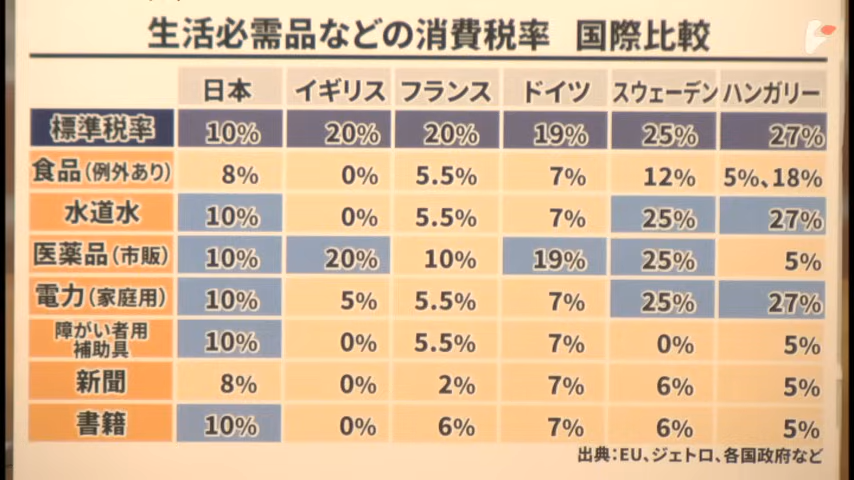 生活必需品などの消費税率 国際比較
日本 イギリス フランス ドイツ スウェーデン ハンガリー
標準税率 10% 20% 20% 19% 25% 27%
食品(例外あり) 8% 0% 5.5% 7% 12% 5%、18%
水道水 10% 0% 5.5% 7% 25% 27%
医薬品(市販) 10% 20% 10% 19% 25% 5%
電力(家庭用) 10% 5% 5.5% 7% 25% 27%
障がい者用
補助具 10% 0% 5.5% 7% 0% 5%
新聞 8% 0% 2% 7% 6% 5%
書籍 10% 0% 6% 7% 6% 5%
出典:EU、ジェトロ、各国政府など